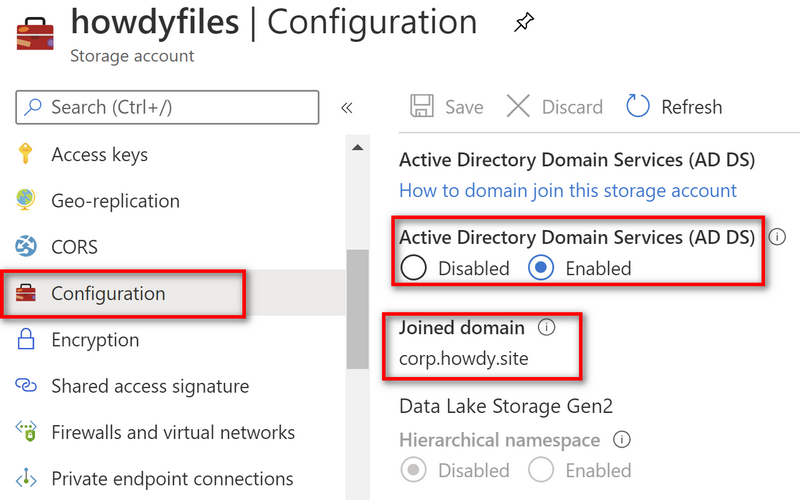 howdyfiles | Configuration
Storage account
Search (Ctrl+/)
«
Access keys
Geo-replication
CORS
Configuration
Encryption
Shared access signature
Firewalls and virtual networks
Private endpoint connections
Save Discard Refresh
Active Directory Domain Services (AD DS)
How to domain join this storage account
Active Directory Domain Services (AD DS)
Disabled Enabled
Joined domain
corp.howdy.site
Data Lake Storage Gen2
Hierarchical namespace
Disabled Enabled